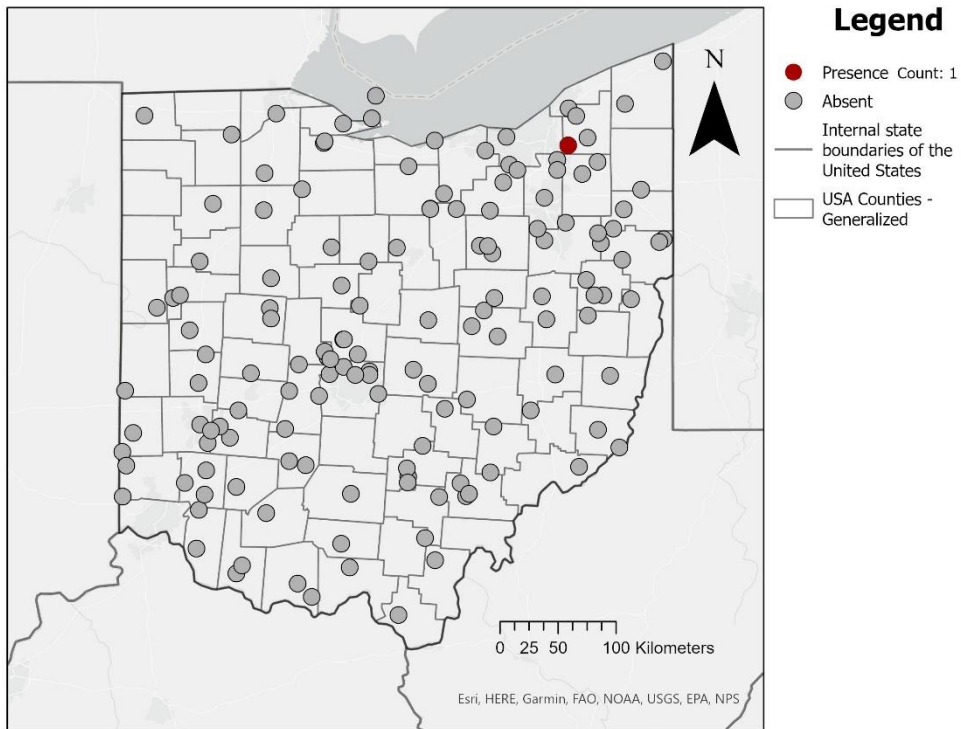 Legend
N
Presence Count: 1
Absent
Internal state
boundaries of the
United States
USA Counties -
Generalized
0 25 50 100 Kilometers
Esri, HERE, Garmin, FAO, NOAA, USGS, EPA, NPS